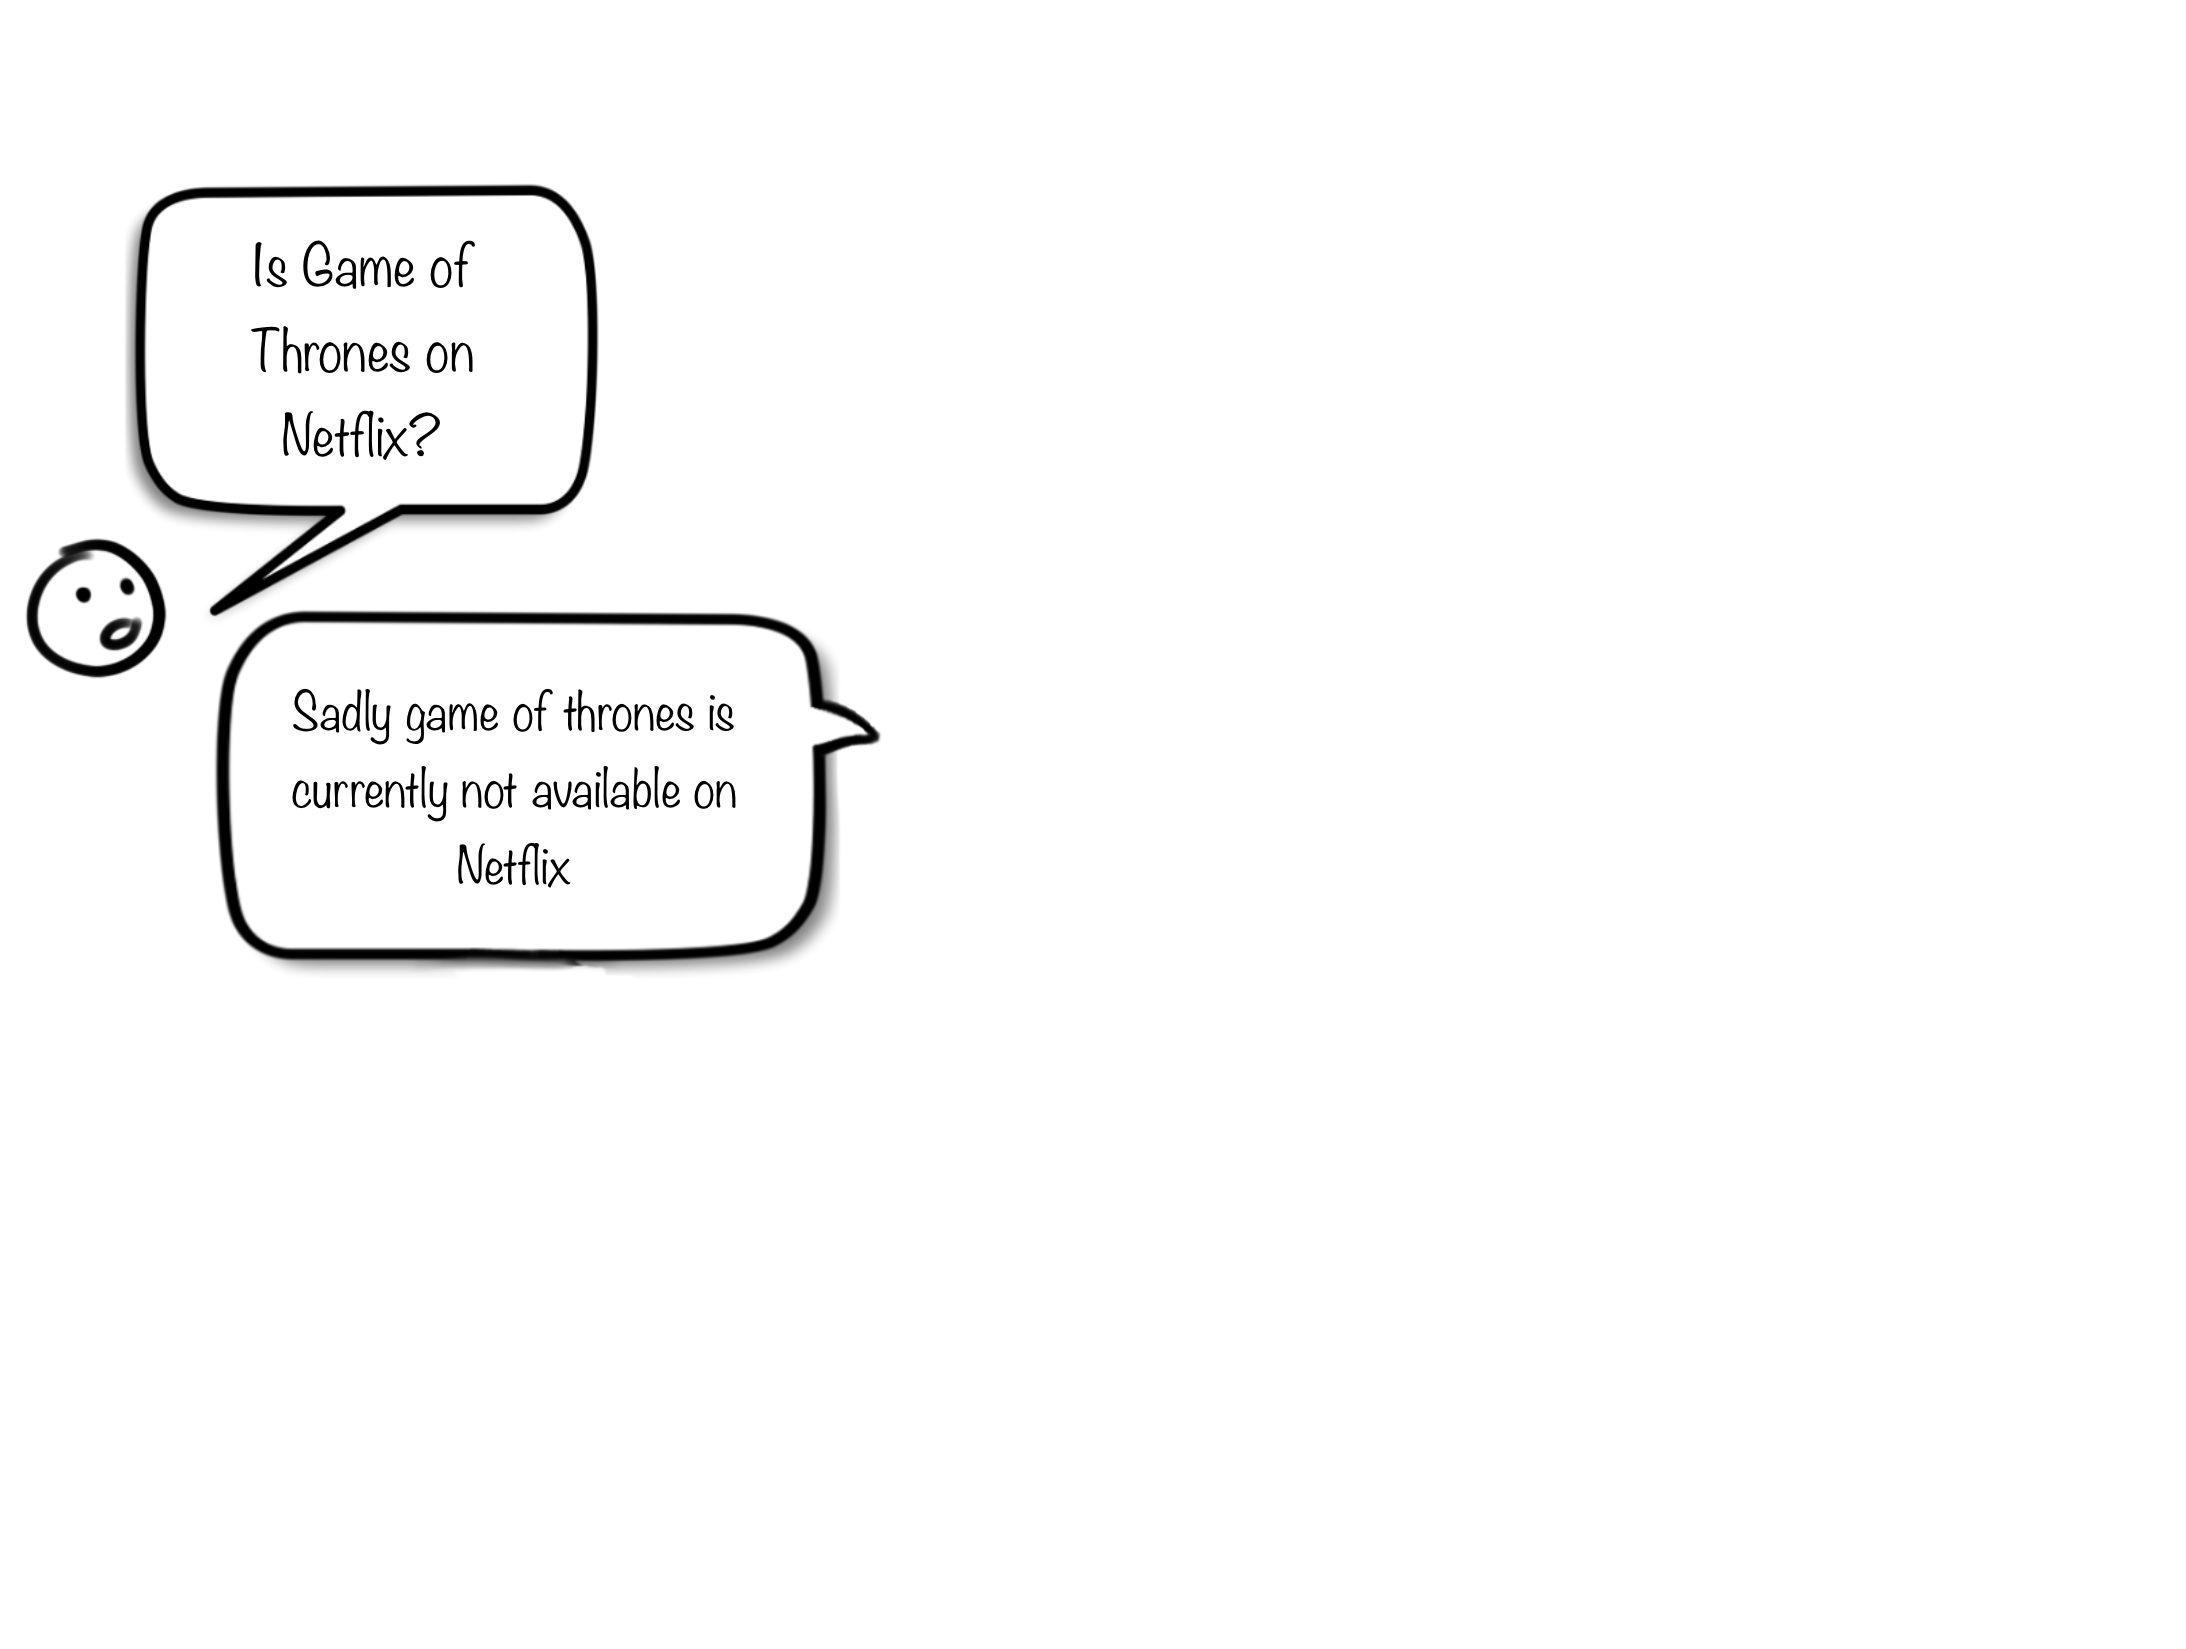 Is Game of
Thrones on
Netflix?
Sadly game of thrones is
currently not available on
Netflix